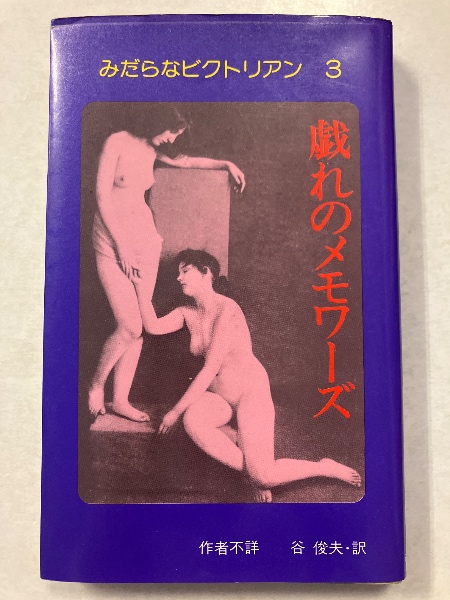 みだらなビクトリアン 3
戯れのメモワーズ
作者不詳 谷 俊夫・訳